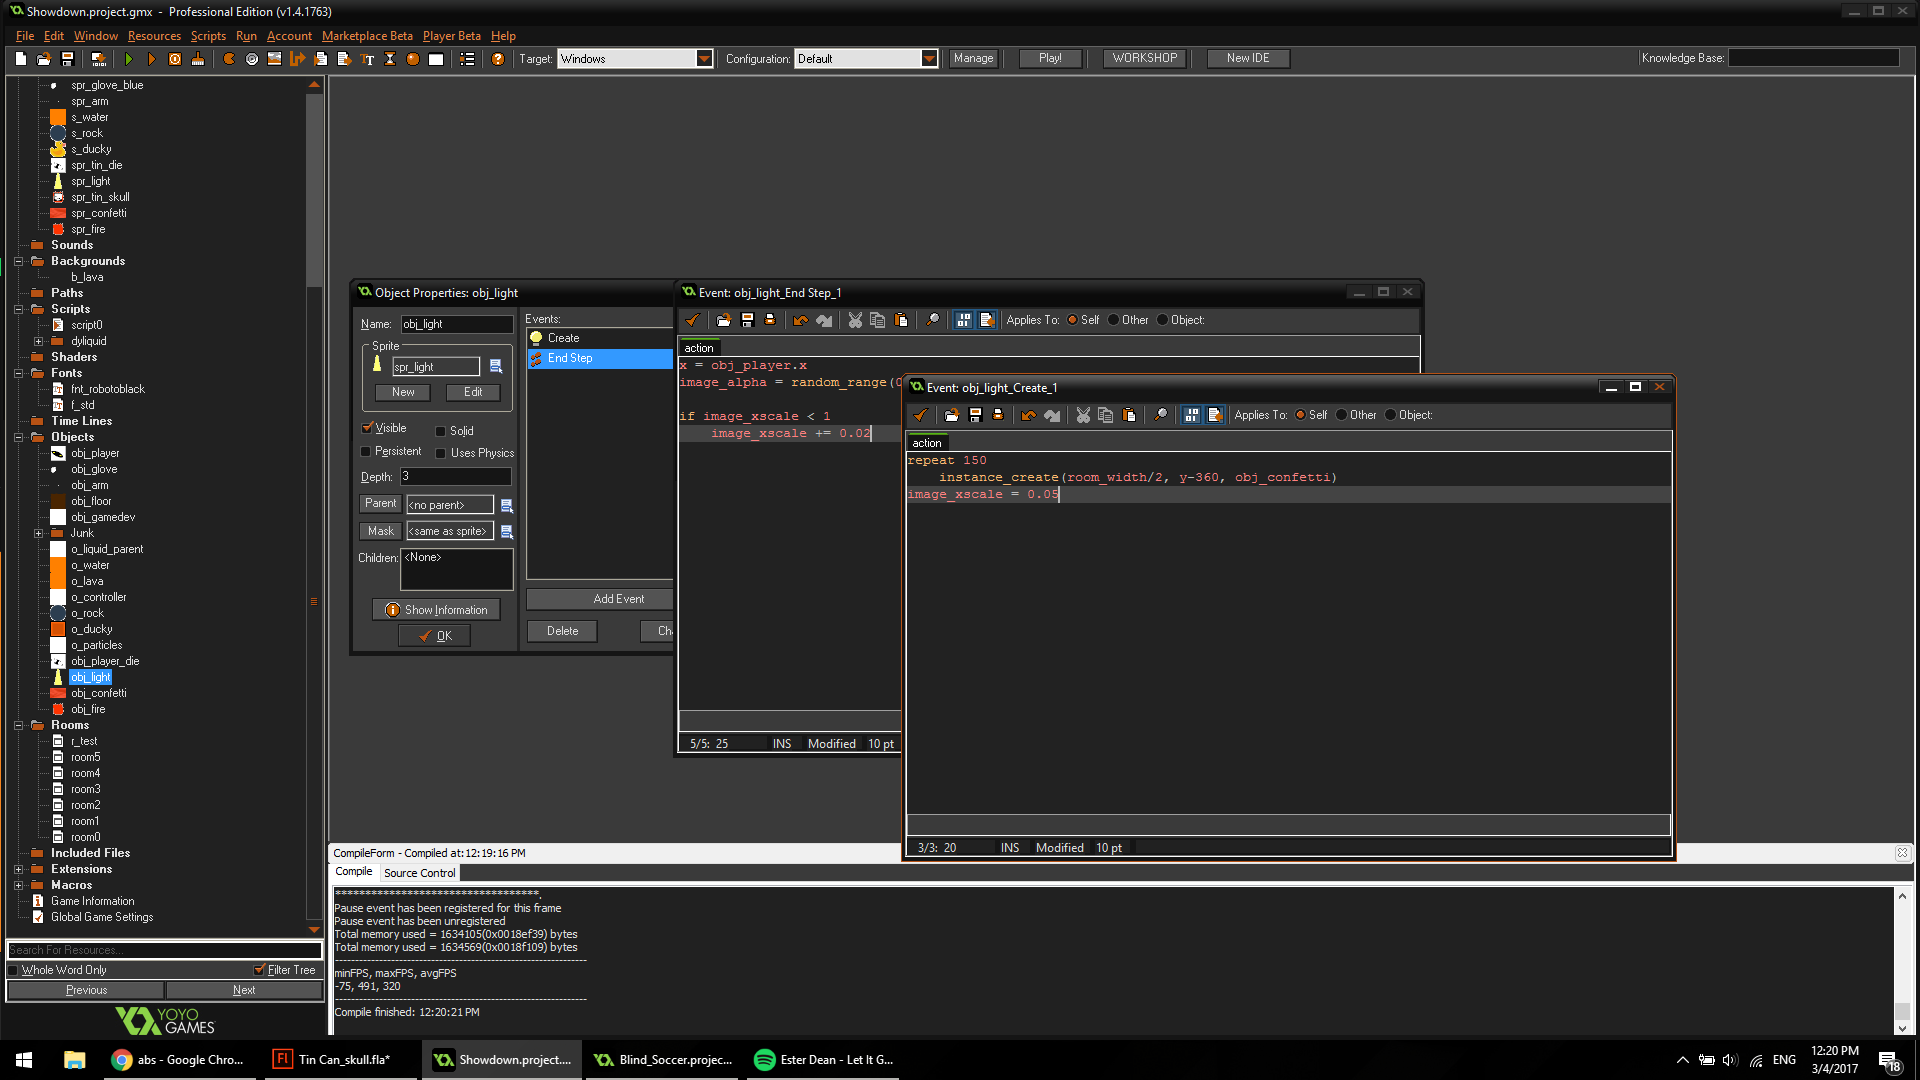 Showdown.project.gmx  -  Professional Edition (v1.4.1763)
File Edit Window Resources Scripts Run Account Marketplace Beta Player Beta Help
Target: Windows Configuration: Default Manage Play! WORKSHOP New IDE Knowledge Base:
spr_glove_blue
spr_arm
s_water
s_rock
s_ducky
spr_tin_die
spr_light
spr_tin_skull
spr_confetti
spr_fire
Sounds
Backgrounds
b_lava
Paths
Scripts
script0
dyliquid
Shaders
Fonts
fnt_robotoblack
f_std
Time Lines
Objects
obj_player
obj_glove
obj_arm
obj_floor
obj_gamedev
Junk
o_liquid_parent
o_water
o_lava
o_controller
o_rock
o_ducky
o_particles
obj_player_die
obj_light
obj_confetti
obj_fire
Rooms
r_test
room5
room4
room3
room2
room1
room0
Included Files
Extensions
Macros
Game Information
Global Game Settings
Search For Resources...
Whole Word Only Filter Tree
Previous Next
YOYO
GAMES
Object Properties: obj_light
Name: obj_light
Sprite
spr_light
New Edit
Visible Solid
Persistent Uses Physics
Depth: 3
Parent <no parent>
Mask <same as sprite>
Children: <None>
Show Information
OK
Events:
Create
End Step
Add Event
Delete Ch
Event: obj_light_End Step_1
Applies To: Self Other Object:
action
x = obj_player.x
image_alpha = random_range(0
if image_xscale < 1
image_xscale += 0.02
5/5: 25 INS Modified 10 pt
Event: obj_light_Create_1
Applies To: Self Other Object:
action
repeat 150
instance_create(room_width/2, y-360, obj_confetti)
image_xscale = 0.05
3/3: 20 INS Modified 10 pt
CompileForm - Compiled at:12:19:16 PM
Compile Source Control
***********************************.
Pause event has been registered for this frame
Pause event has been unregistered
Total memory used = 1634105(0x0018ef39) bytes
Total memory used = 1634569(0x0018f109) bytes
minFPS, maxFPS, avgFPS
-75, 491, 320
Compile finished: 12:20:21 PM
abs - Google Chro...
Tin Can_skull.fla*
Showdown.project....
Blind_Soccer.projec...
Ester Dean - Let It G...
ENG
12:20 PM
3/4/2017
18